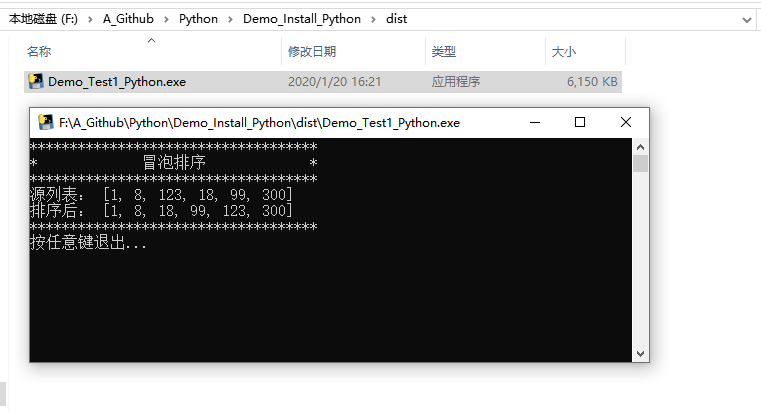 本地磁盘 (F:) › A_Github › Python › Demo_Install_Python › dist
名称 修改日期 类型 大小
Demo_Test1_Python.exe 2020/1/20 16:21 应用程序 6,150 KB
F:\A_Github\Python\Demo_Install_Python\dist\Demo_Test1_Python.exe
************************************
* 冒泡排序 *
************************************
源列表： [1, 8, 123, 18, 99, 300]
排序后： [1, 8, 18, 99, 123, 300]
************************************
按任意键退出...